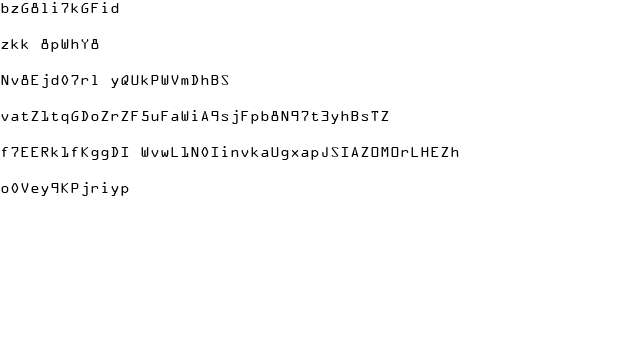 bzG8li7kGFid
zkk 8pWhY8
Nv8Ejd07rl yQUkPWVmDhBS
vatZ1tqGDoZrZF5uFaWiA9sjFpb8N97t3yhBsTZ
f7EERk1fKggDI WvwL1N0IinvkaUgxapJSIAZOMOrLHEZh
o0Vey9KPjriyp